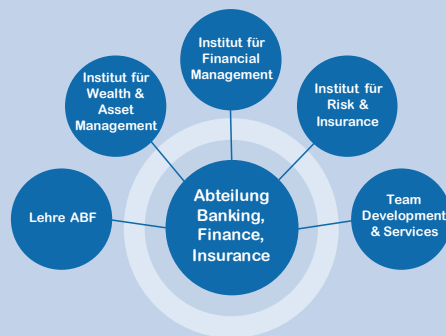 Institut für
Financial
Management
Institut für
Wealth &
Asset
Management
Institut für
Risk &
Insurance
Lehre ABF
Abteilung
Banking,
Finance,
Insurance
Team
Development
& Services